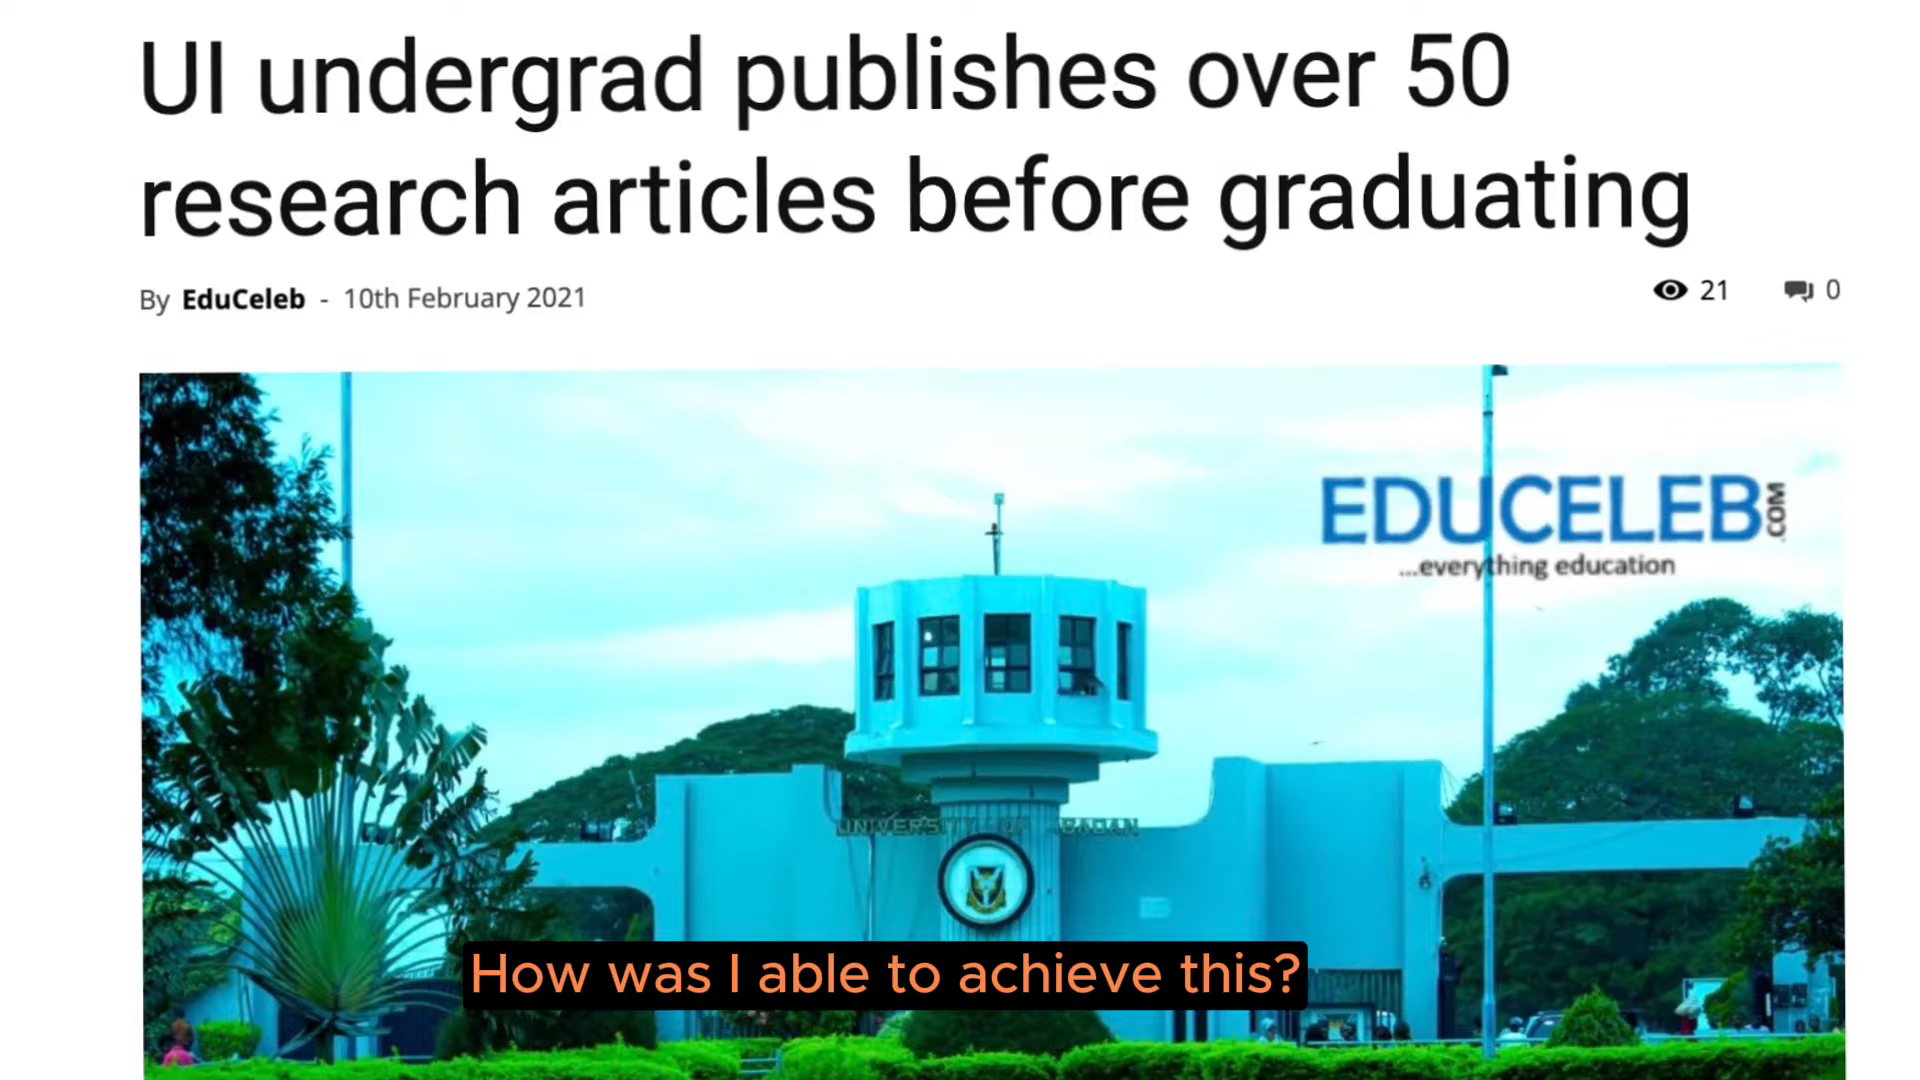 UI undergrad publishes over 50
research articles before graduating
By EduCeleb - 10th February 2021
21
0
EDUCELEB
.COM
...everything education
UNIVERSITY OF IBADAN
How was I able to achieve this?